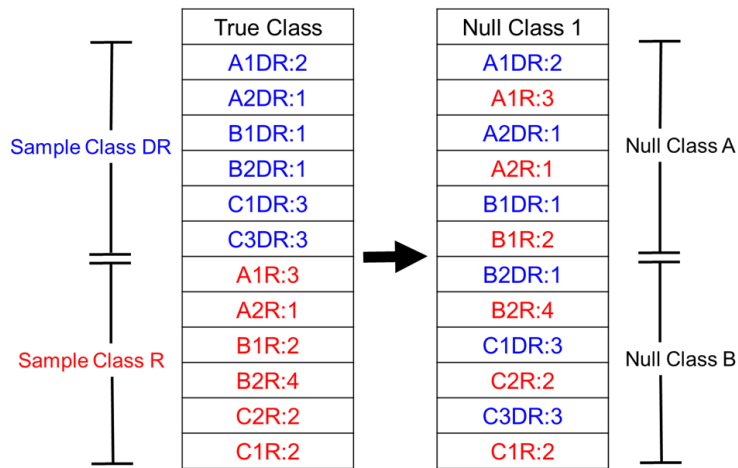 True Class
Null Class 1
A1DR:2
A1DR:2
A2DR:1
A1R:3
B1DR:1
A2DR:1
Sample Class DR
Null Class A
B2DR:1
A2R:1
C1DR:3
B1DR:1
C3DR:3
B1R:2
A1R:3
B2DR:1
A2R:1
B2R:4
B1R:2
C1DR:3
Sample Class R
Null Class B
B2R:4
C2R:2
C2R:2
C3DR:3
C1R:2
C1R:2